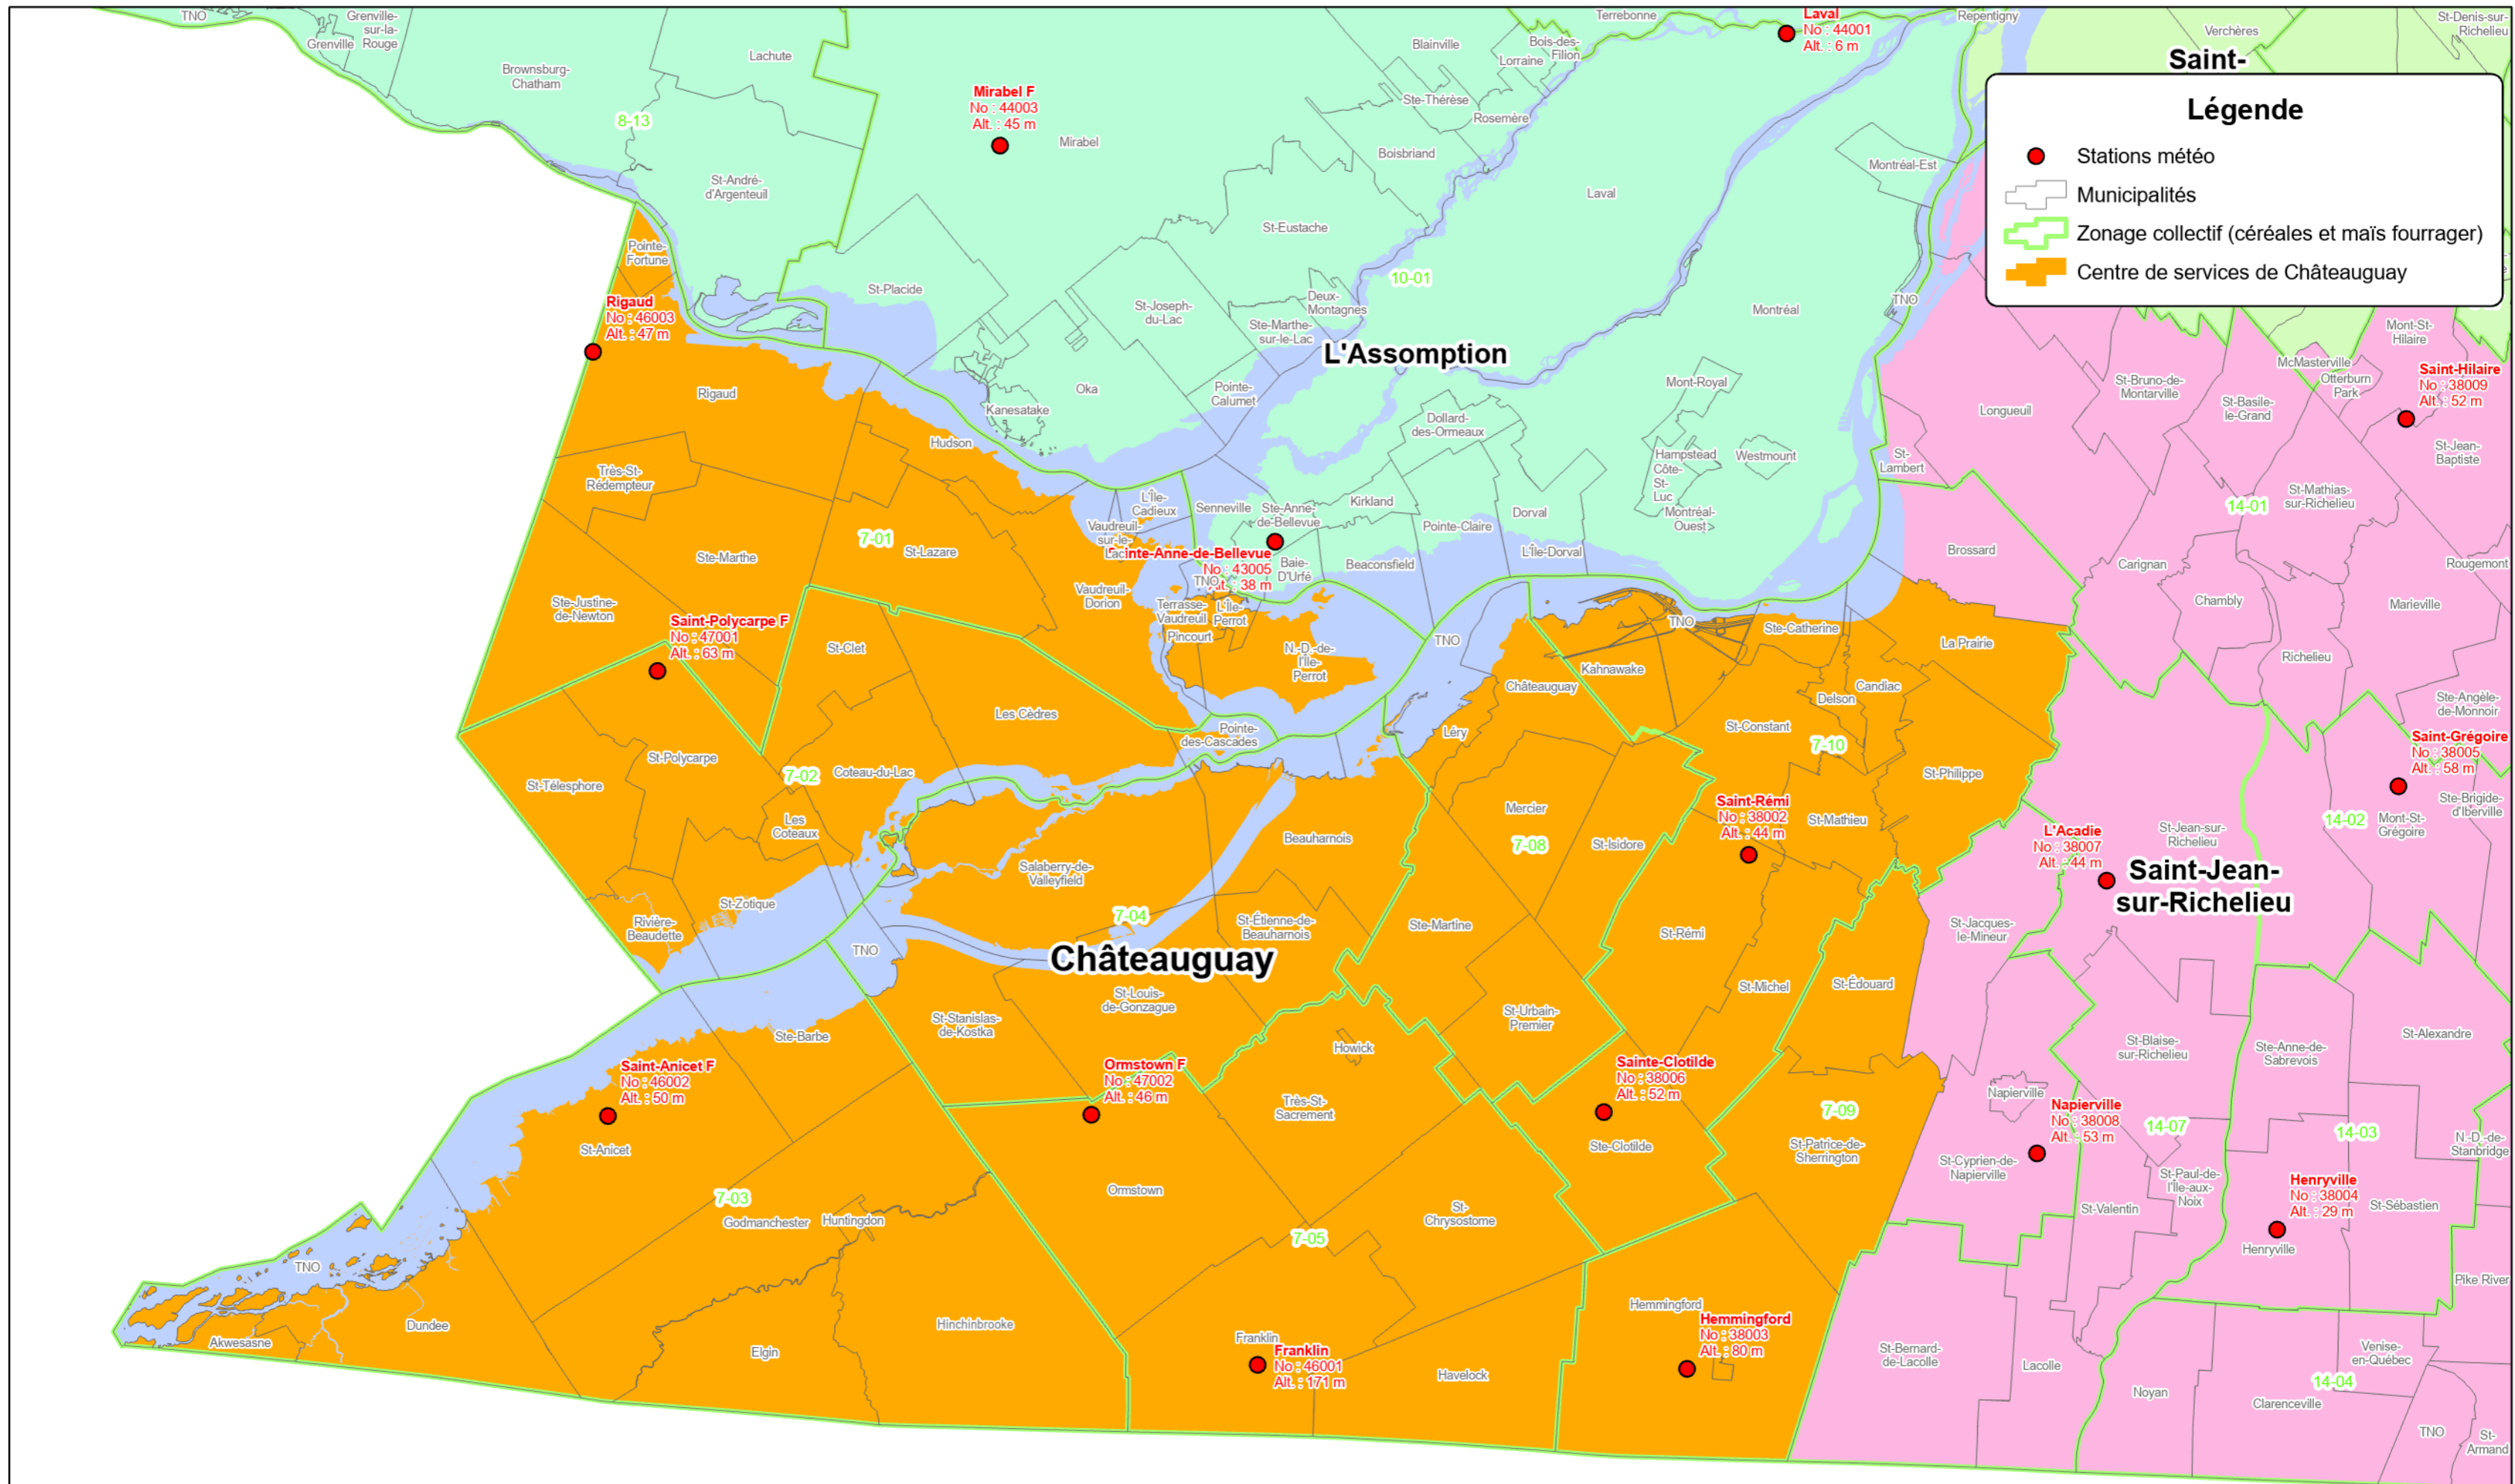 TNO
Grenville-
sur-la-
Rouge
Grenville
Brownsburg-
Chatham
Lachute
8-13
St-André-
d'Argenteuil
Mirabel F
No : 44003
Alt. : 45 m
Mirabel
Blainville
Lorraine
Bois-des-
Filion
Terrebonne
Laval
No : 44001
Alt. : 6 m
Repentigny
Verchères
St-Denis-sur-
Richelieu
Saint-
Légende
Stations météo
Municipalités
Zonage collectif (céréales et maïs fourrager)
Centre de services de Châteauguay
Ste-Thérèse
Rosemère
Boisbriand
Laval
Montréal-Est
St-Eustache
10-01
Montréal
TNO
Pointe-
Fortune
St-Placide
St-Joseph-
du-Lac
Deux-
Montagnes
Ste-Marthe-
sur-le-Lac
L'Assomption
Rigaud
No : 46003
Alt. : 47 m
Rigaud
Oka
Kanesatake
Pointe-
Calumet
Mont-Royal
Dollard-
des-Ormeaux
Hampstead
Westmount
Côte-
St-
Luc
Montréal-
Ouest
St-
Lambert
Longueuil
St-Bruno-de-
Montarville
St-Basile-
le-Grand
McMasterville
Otterburn
Park
Mont-St-
Hilaire
Saint-Hilaire
No : 38009
Alt. : 52 m
St-Jean-
Baptiste
Hudson
Très-St-
Rédempteur
L'Île-
Cadieux
Vaudreuil-
sur-le-
Lac
Senneville
Ste-Anne-
de-Bellevue
Kirkland
Pointe-Claire
Dorval
L'Île-Dorval
Beaconsfield
Baie-
D'Urfé
Sainte-Anne-de-Bellevue
No : 43005
Alt. : 38 m
TNO
7-01
St-Lazare
Ste-Marthe
Vaudreuil-
Dorion
Terrasse-
Vaudreuil
L'Île-
Perrot
Pincourt
N.-D.-de-
l'Île-
Perrot
TNO
Brossard
14-01
St-Mathias-
sur-Richelieu
Carignan
Chambly
Rougemont
Marieville
Richelieu
Ste-Angèle-
de-Monnoir
Ste-Justine-
de-Newton
Saint-Polycarpe F
No : 47001
Alt. : 63 m
St-Clet
Les Cèdres
Pointe-
des-Cascades
Châteauguay
Kahnawake
TNO
Ste-Catherine
La Prairie
Candiac
Delson
St-Constant
7-10
St-Philippe
Léry
St-Polycarpe
St-Télesphore
7-02
Coteau-du-Lac
Les
Coteaux
Mercier
7-08
St-Isidore
Saint-Rémi
No : 38002
Alt. : 44 m
St-Mathieu
Beauharnois
Salaberry-de-
Valleyfield
7-04
St-Étienne-de-
Beauharnois
Ste-Martine
St-Rémi
L'Acadie
No : 38007
Alt. : 44 m
St-Jean-sur-
Richelieu
Saint-Jean-
sur-Richelieu
Saint-Grégoire
No : 38005
Alt. : 58 m
14-02
Mont-St-
Grégoire
Ste-Brigide-
d'Iberville
St-Jacques-
le-Mineur
St-Zotique
Rivière-
Beaudette
TNO
Châteauguay
St-Louis-
de-Gonzague
St-Stanislas-
de-Kostka
Ste-Barbe
Howick
St-Urbain-
Premier
St-Michel
St-Édouard
St-Blaise-
sur-Richelieu
Ste-Anne-de-
Sabrevois
St-Alexandre
Saint-Anicet F
No : 46002
Alt. : 50 m
St-Anicet
Ormstown F
No : 47002
Alt. : 46 m
Très-St-
Sacrement
Sainte-Clotilde
No : 38006
Alt. : 52 m
Ste-Clotilde
7-09
St-Patrice-de-
Sherrington
Napierville
Napierville
No : 38008
Alt. : 53 m
St-Cyprien-de-
Napierville
14-07
14-03
N.-D.-de-
Stanbridge
St-Paul-de-
l'Île-aux-
Noix
St-Valentin
Henryville
No : 38004
Alt. : 29 m
Henryville
St-Sébastien
Pike River
7-03
Godmanchester
Huntingdon
Ormstown
St-
Chrysostome
7-05
TNO
Akwesasne
Dundee
Elgin
Hinchinbrooke
Franklin
Franklin
No : 46001
Alt. : 171 m
Havelock
Hemmingford
Hemmingford
No : 38003
Alt. : 80 m
St-Bernard-
de-Lacolle
Lacolle
Noyan
Venise-
en-Québec
14-04
Clarenceville
TNO
St-
Armand